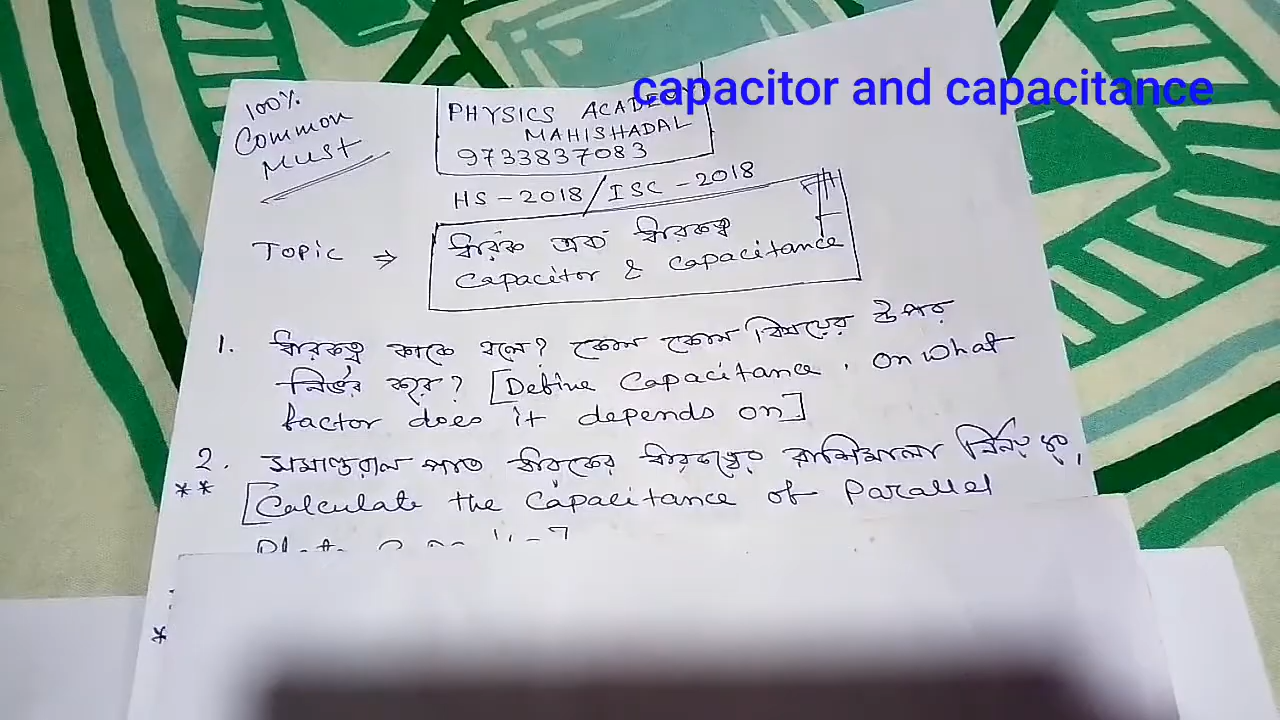 capacitor and capacitance
100%
Common
Must
PHYSICS ACADEMY
MAHISHADAL
9733837083
HS-2018/ISC-2018
Topic ⇒
ধারক এবং ধারকত্ব
Capacitor & Capacitance
1. ধারকত্ব কাকে বলে? কোন কোন বিষয়ের উপর
নির্ভর করে? [Define Capacitance, on what
factor does it depends on]
2. সমান্তরাল পাত ধারকের ধারকত্বের রাশিমালা নির্ণয় কর,
**
[Calculate the Capacitance of Parallel
*